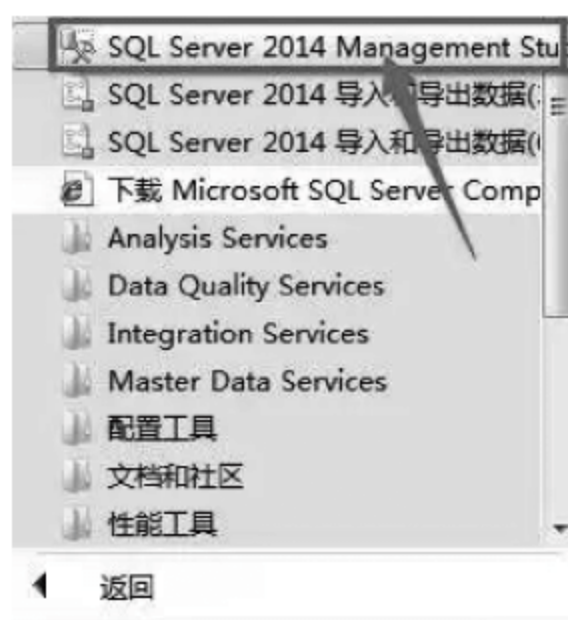 SQL Server 2014 Management Stu
SQL Server 2014 导入和导出数据(
SQL Server 2014 导入和导出数据(
下载 Microsoft SQL Server Comp
Analysis Services
Data Quality Services
Integration Services
Master Data Services
配置工具
文档和社区
性能工具
返回